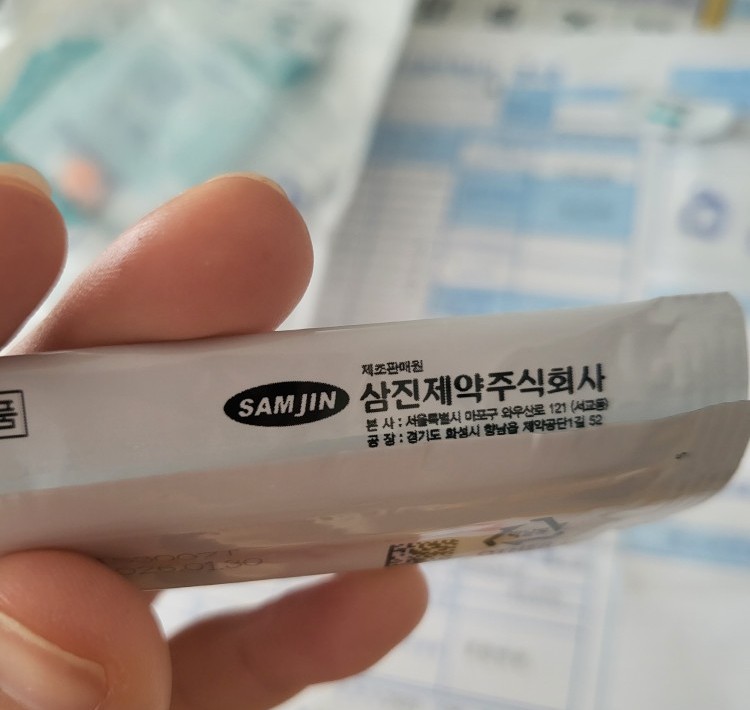 품
제조판매원
SAMJIN 삼진제약주식회사
본 사 : 서울특별시 마포구 와우산로 121 (서교동)
공 장 : 경기도 화성시 향남읍 제약공단1길 52